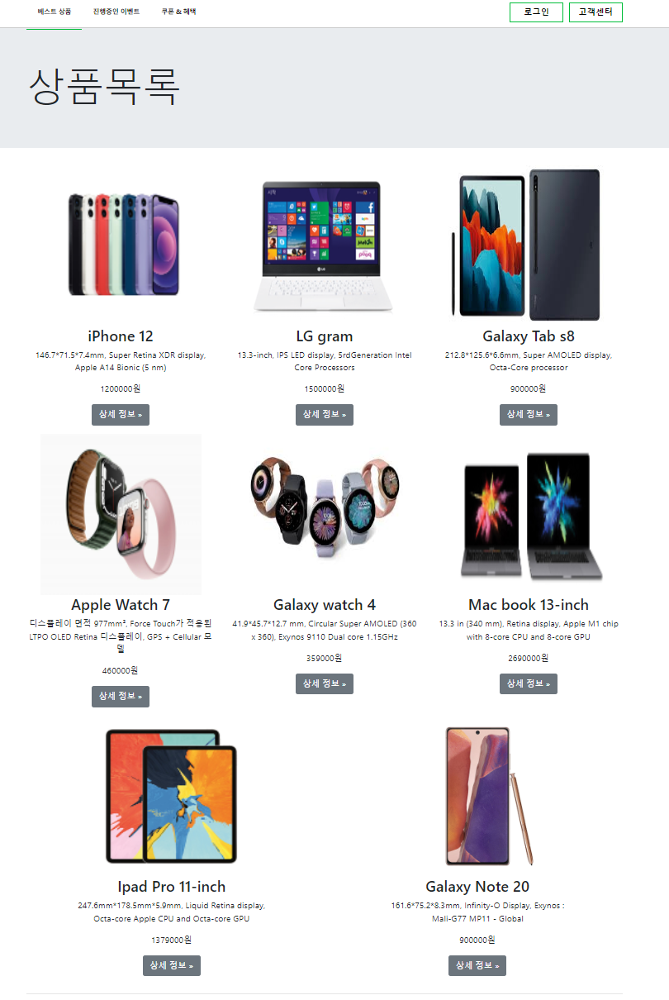 베스트 상품 진행중인 이벤트 쿠폰 & 혜택 로그인 고객센터
상품목록
시작
LG
iPhone 12 LG gram Galaxy Tab s8
146.7*71.5*7.4mm, Super Retina XDR display, 13.3-inch, IPS LED display, 5rdGeneration Intel 212.8*125.6*6.6mm, Super AMOLED display,
Apple A14 Bionic (5 nm) Core Processors Octa-Core processor
1200000원 1500000원 900000원
상세 정보 » 상세 정보 » 상세 정보 »
Apple Watch 7 Galaxy watch 4 Mac book 13-inch
디스플레이 면적 977mm², Force Touch가 적용된 41.9*45.7*12.7 mm, Circular Super AMOLED (360 13.3 in (340 mm), Retina display, Apple M1 chip
LTPO OLED Retina 디스플레이, GPS + Cellular 모 x 360), Exynos 9110 Dual core 1.15GHz with 8-core CPU and 8-core GPU
델
460000원 359000원 2690000원
상세 정보 » 상세 정보 » 상세 정보 »
Ipad Pro 11-inch Galaxy Note 20
247.6mm*178.5mm*5.9mm, Liquid Retina display, 161.6*75.2*8.3mm, Infinity-O Display, Exynos :
Octa-core Apple CPU and Octa-core GPU Mali-G77 MP11 - Global
1379000원 900000원
상세 정보 » 상세 정보 »